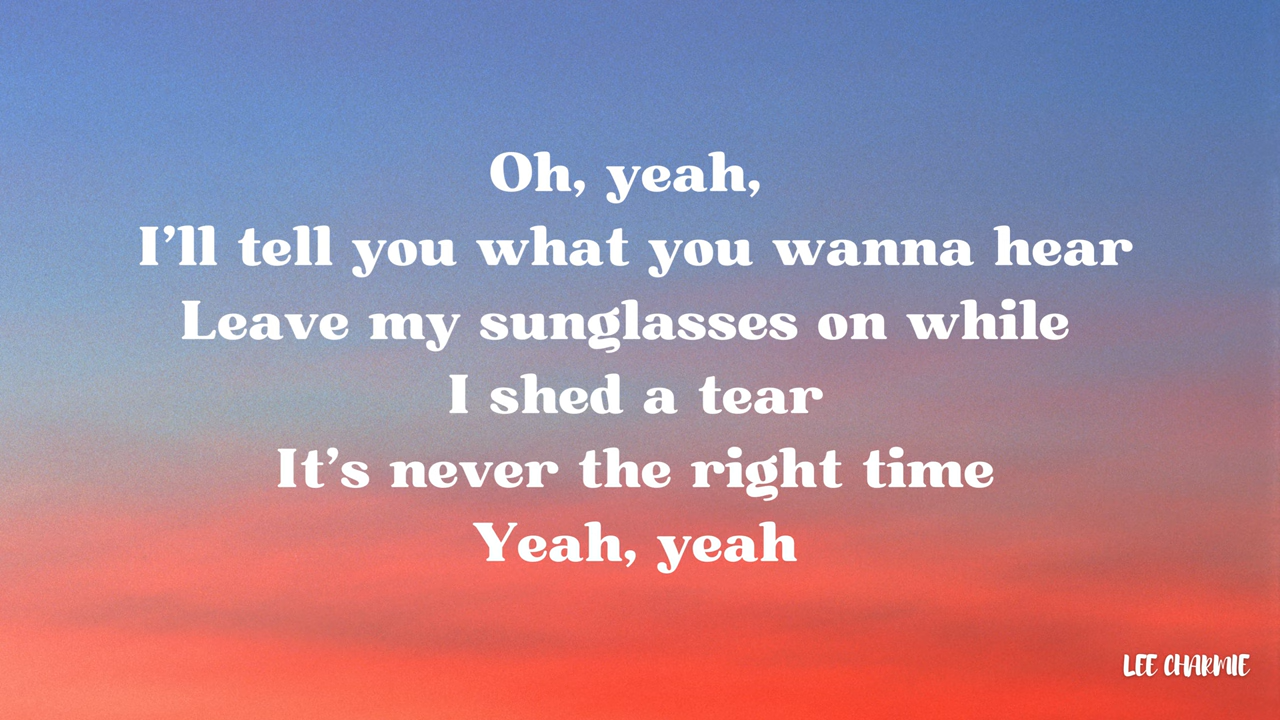 Oh, yeah,
I'll tell you what you wanna hear
Leave my sunglasses on while
I shed a tear
It's never the right time
Yeah, yeah
LEE CHARMIE